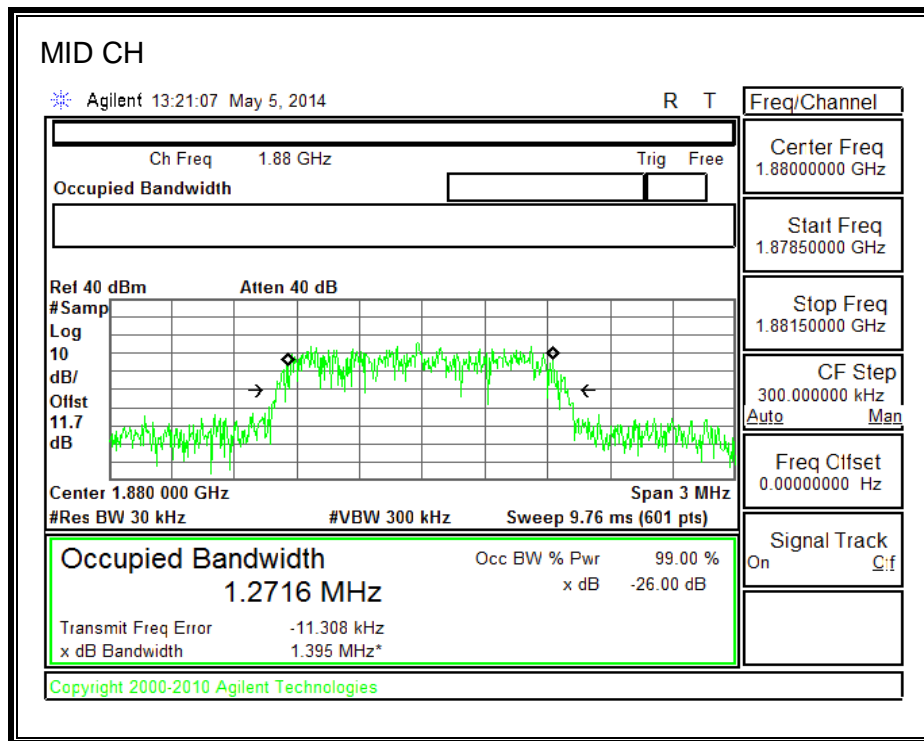 MID CH
Agilent 13:21:07 May 5, 2014 R T
Freq/Channel
Ch Freq 1.88 GHz Trig Free
Occupied Bandwidth
Center Freq
1.88000000 GHz
Start Freq
1.87850000 GHz
Stop Freq
1.88150000 GHz
CF Step
300.000000 kHz
Auto Man
Freq Offset
0.00000000 Hz
Signal Track
On Off
Ref 40 dBm Atten 40 dB
#Samp
Log
10
dB/
Offst
11.7
dB
Center 1.880 000 GHz Span 3 MHz
#Res BW 30 kHz #VBW 300 kHz Sweep 9.76 ms (601 pts)
Occupied Bandwidth Occ BW % Pwr 99.00 %
1.2716 MHz x dB -26.00 dB
Transmit Freq Error -11.308 kHz
x dB Bandwidth 1.395 MHz*
Copyright 2000-2010 Agilent Technologies